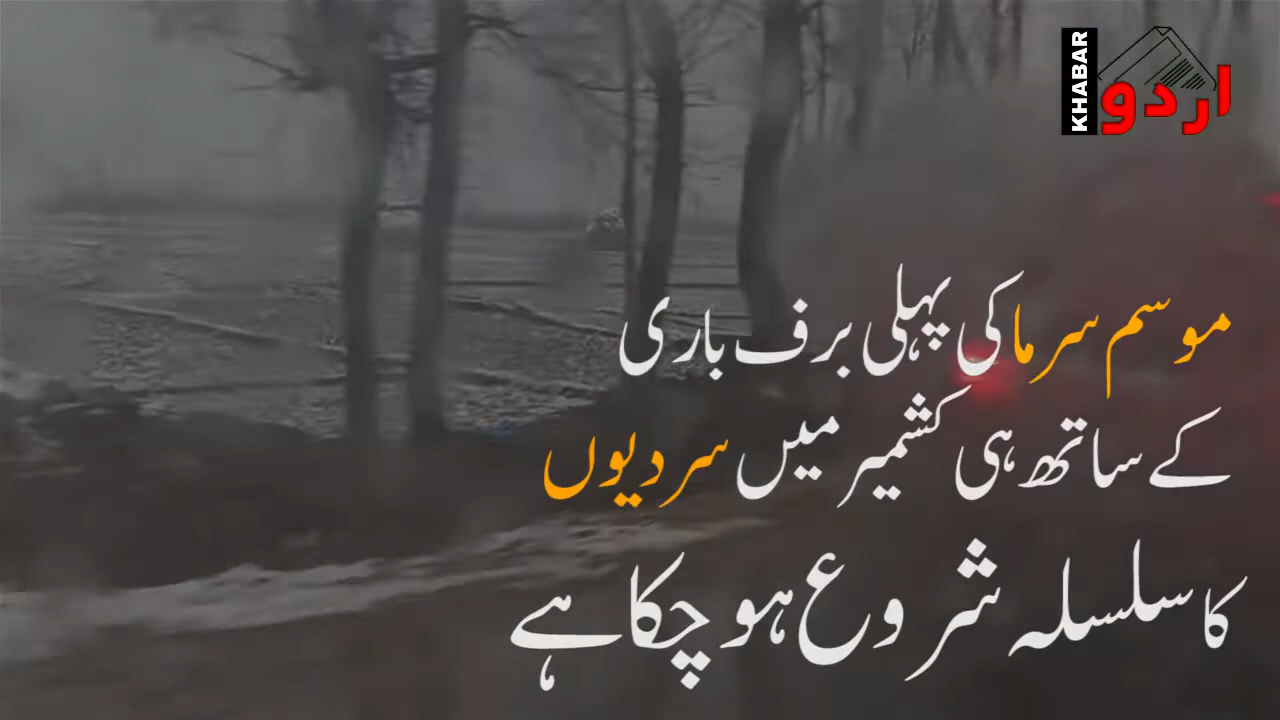 KHABAR
اردو
موسم سرما کی پہلی برف باری
کے ساتھ ہی کشمیر میں سردیوں
کا سلسلہ شروع ہو چکا ہے